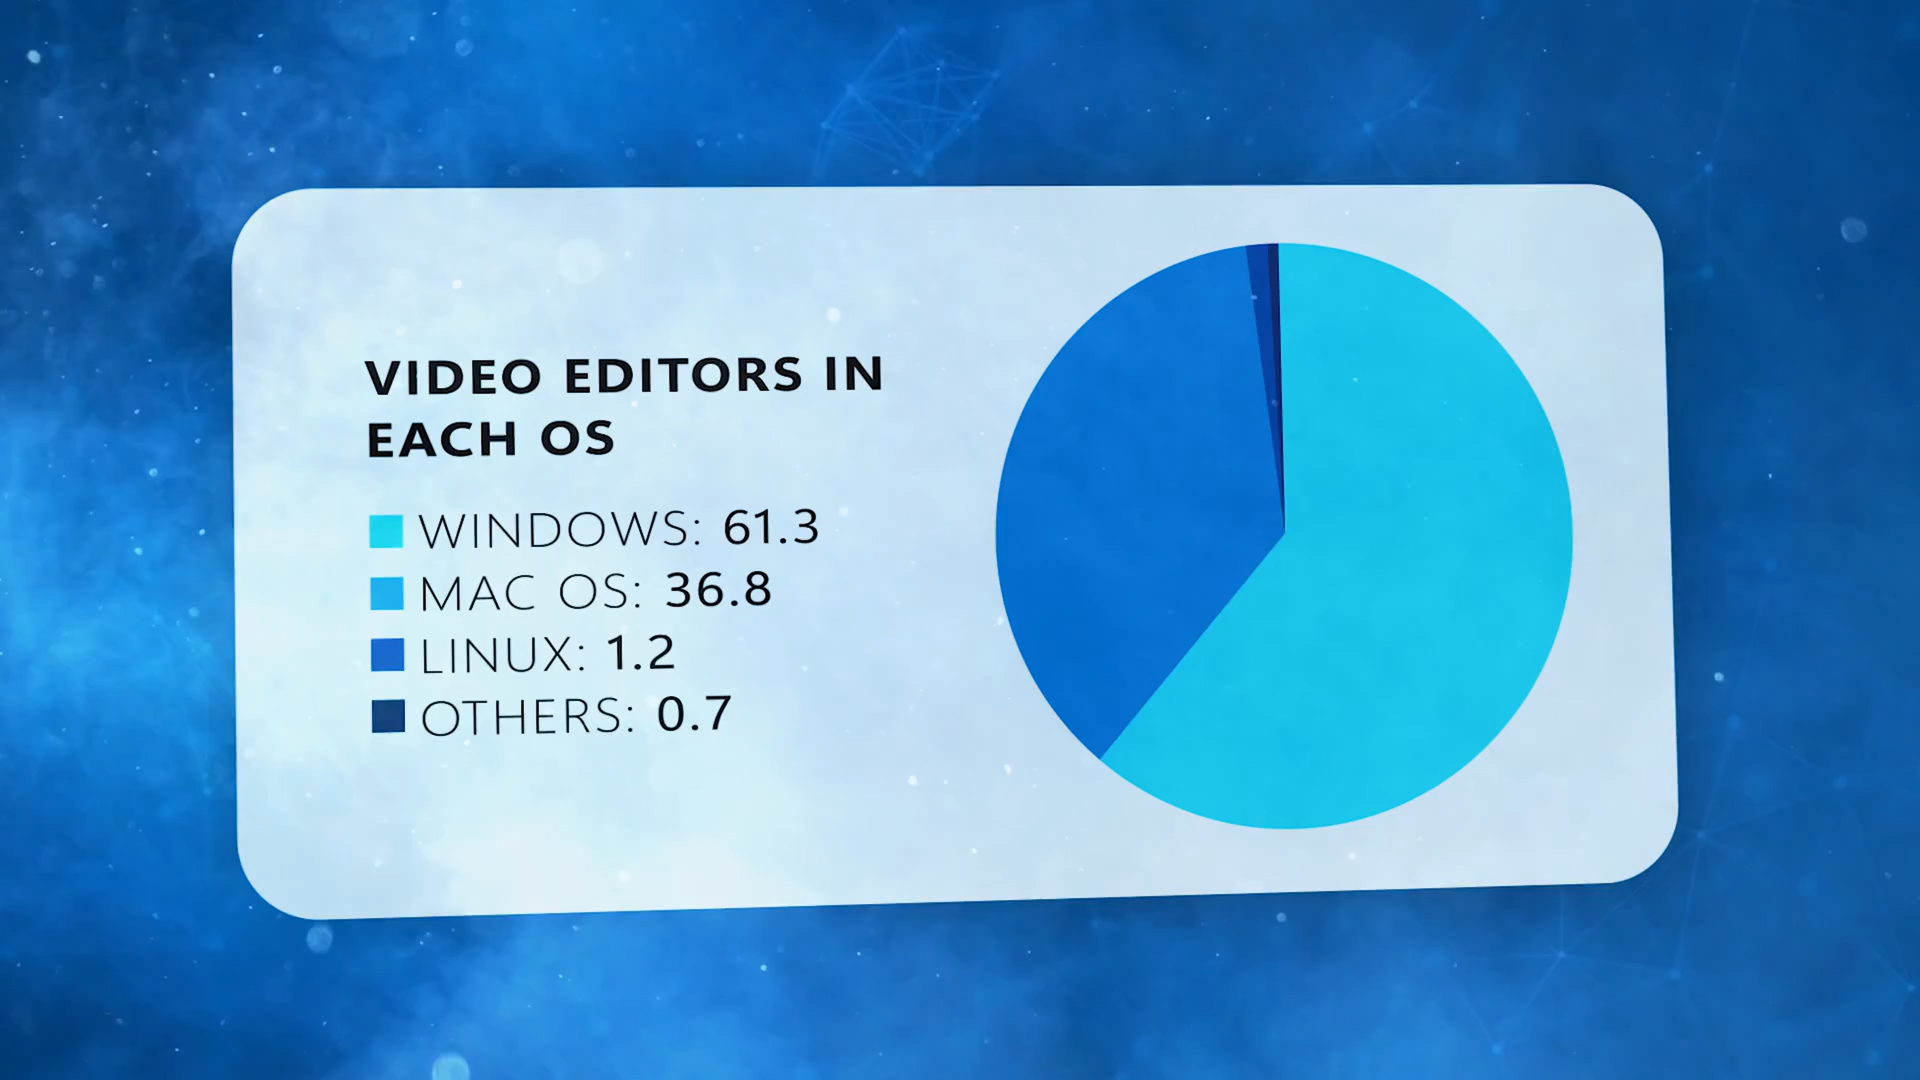 VIDEO EDITORS IN
EACH OS
WINDOWS: 61.3
MAC OS: 36.8
LINUX: 1.2
OTHERS: 0.7